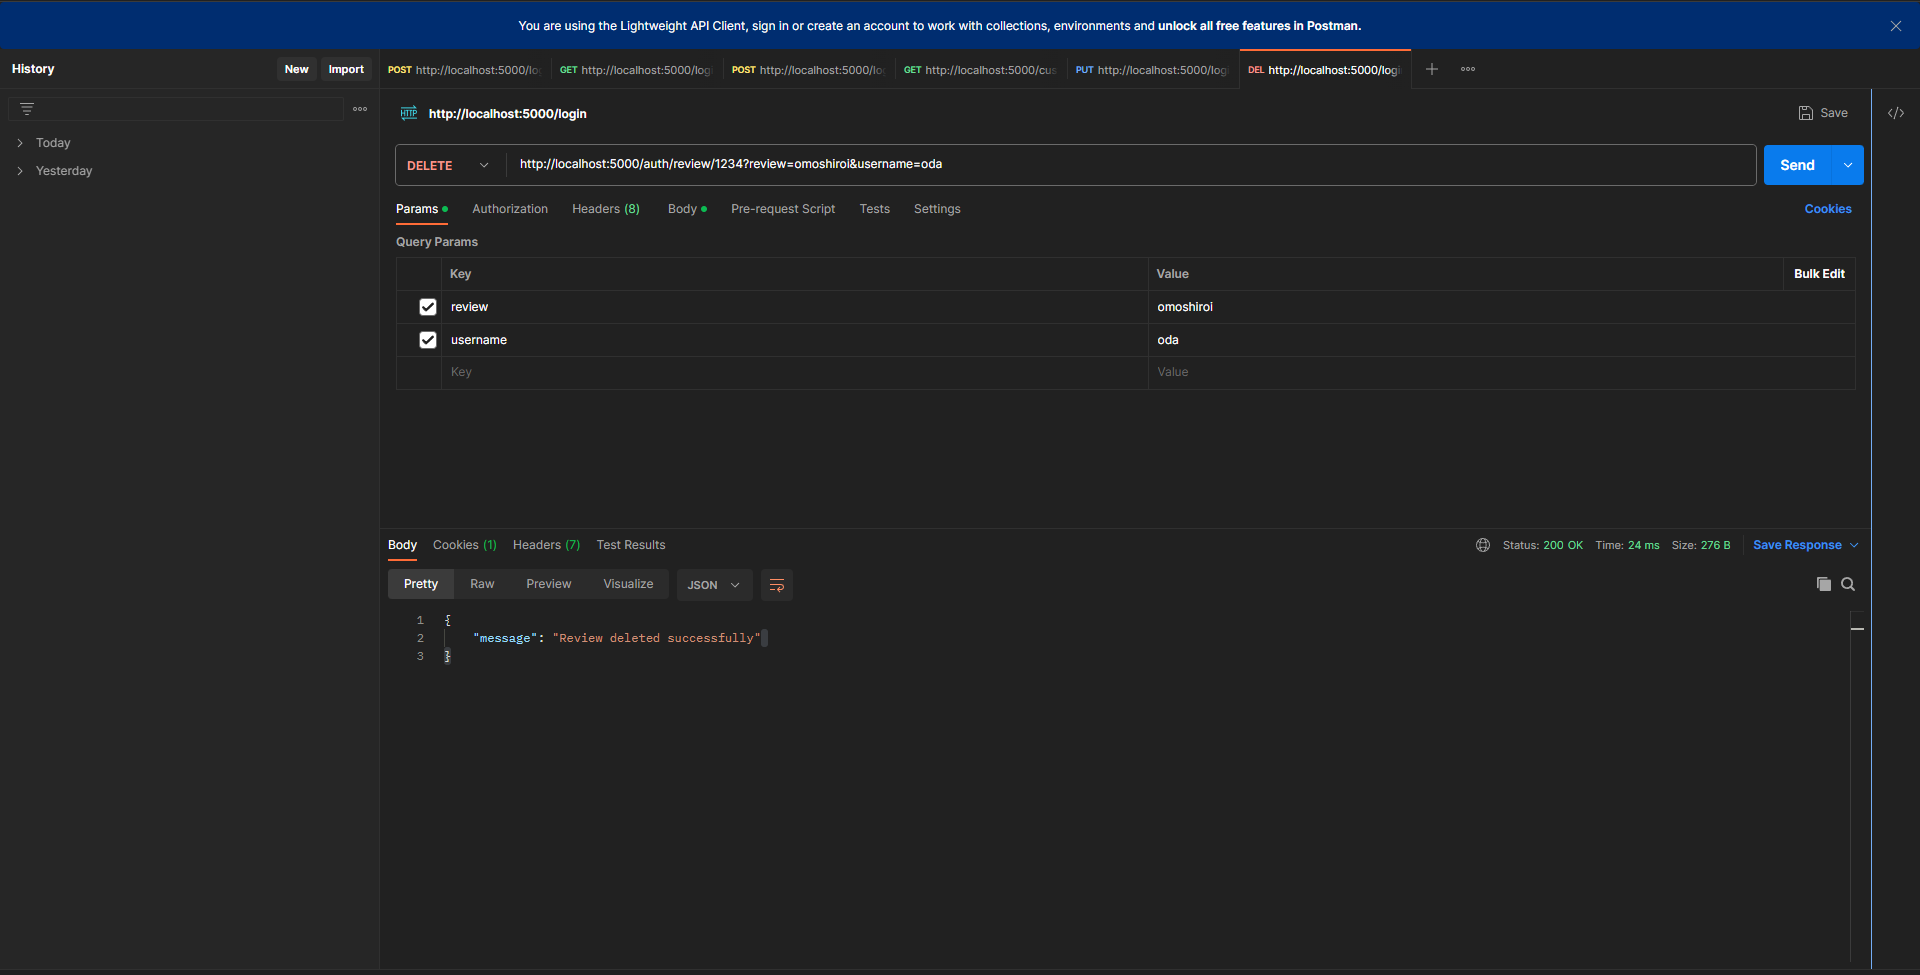 You are using the Lightweight API Client, sign in or create an account to work with collections, environments and unlock all free features in Postman.
History
New
Import
POST http://localhost:5000/lo
GET http://localhost:5000/log
POST http://localhost:5000/lo
GET http://localhost:5000/cus
PUT http://localhost:5000/log
DEL http://localhost:5000/log
Today
Yesterday
HTTP http://localhost:5000/login
Save
DELETE
http://localhost:5000/auth/review/1234?review=omoshiroi&username=oda
Send
Params
Authorization
Headers (8)
Body
Pre-request Script
Tests
Settings
Cookies
Query Params
Key
Value
Bulk Edit
review
omoshiroi
username
oda
Key
Value
Body
Cookies (1)
Headers (7)
Test Results
Status: 200 OK
Time: 24 ms
Size: 276 B
Save Response
Pretty
Raw
Preview
Visualize
JSON
1 {
2 "message": "Review deleted successfully"
3 }